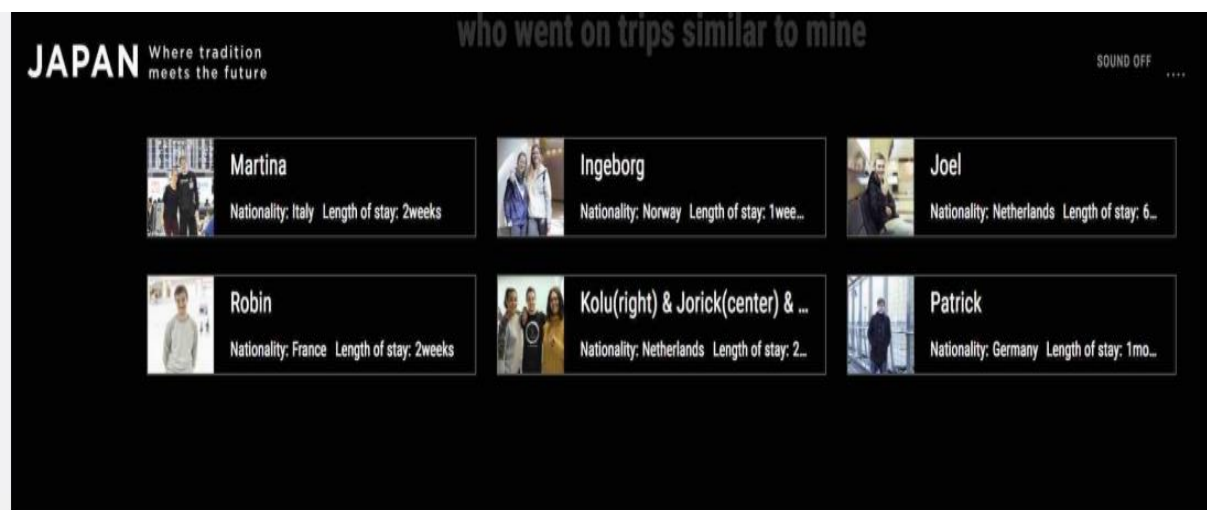 who went on trips similar to mine
JAPAN
Where tradition
meets the future
SOUND OFF
....
Martina
Nationality: Italy Length of stay: 2weeks
Ingeborg
Nationality: Norway Length of stay: 1wee...
Joel
Nationality: Netherlands Length of stay: 6...
Robin
Nationality: France Length of stay: 2weeks
Kolu(right) & Jorick(center) & ...
Nationality: Netherlands Length of stay: 2...
Patrick
Nationality: Germany Length of stay: 1mo...